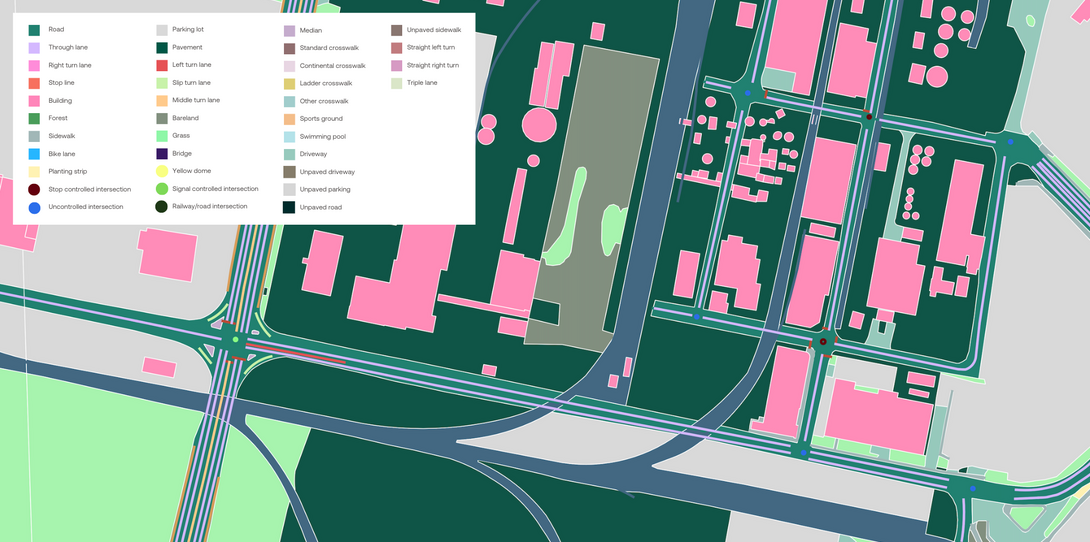 Road
Through lane
Right turn lane
Stop line
Building
Forest
Sidewalk
Bike lane
Planting strip
Stop controlled intersection
Uncontrolled intersection
Parking lot
Pavement
Left turn lane
Slip turn lane
Middle turn lane
Bareland
Grass
Bridge
Yellow dome
Signal controlled intersection
Railway/road intersection
Median
Standard crosswalk
Continental crosswalk
Ladder crosswalk
Other crosswalk
Sports ground
Swimming pool
Driveway
Unpaved driveway
Unpaved parking
Unpaved road
Unpaved sidewalk
Straight left turn
Straight right turn
Triple lane